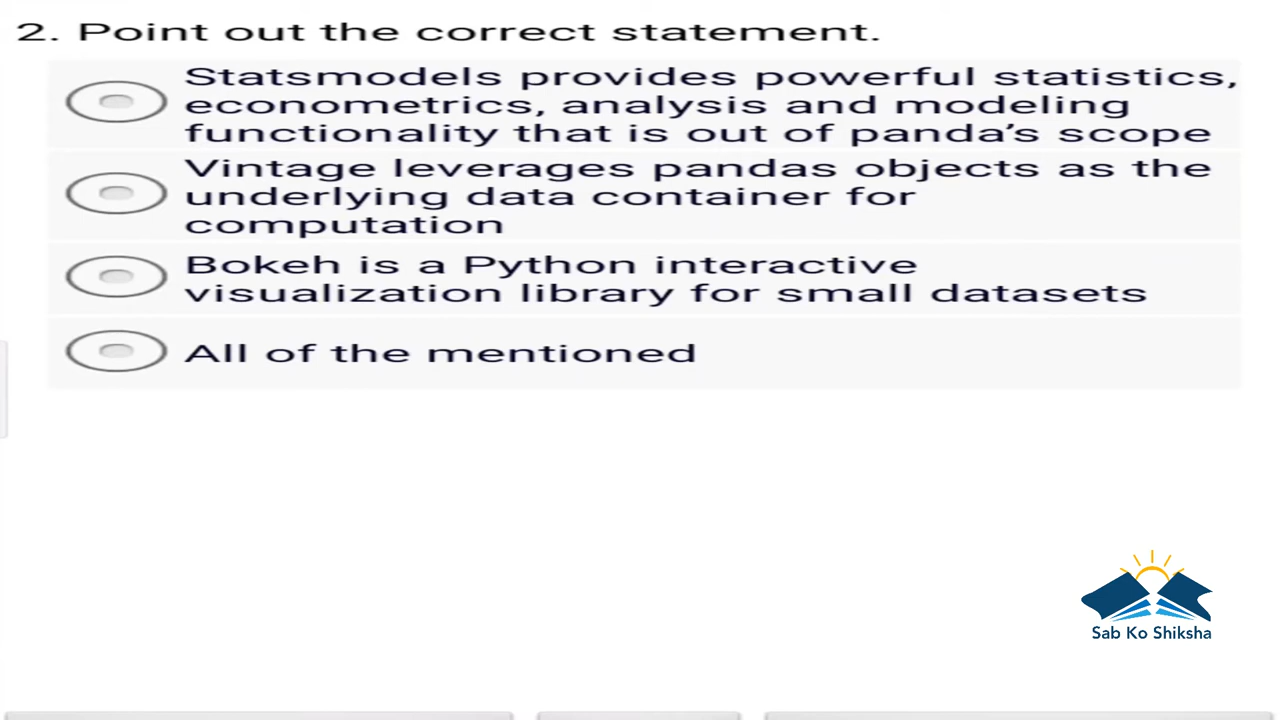 2. Point out the correct statement.
Statsmodels provides powerful statistics,
econometrics, analysis and modeling
functionality that is out of panda’s scope
Vintage leverages pandas objects as the
underlying data container for
computation
Bokeh is a Python interactive
visualization library for small datasets
All of the mentioned
Sab Ko Shiksha